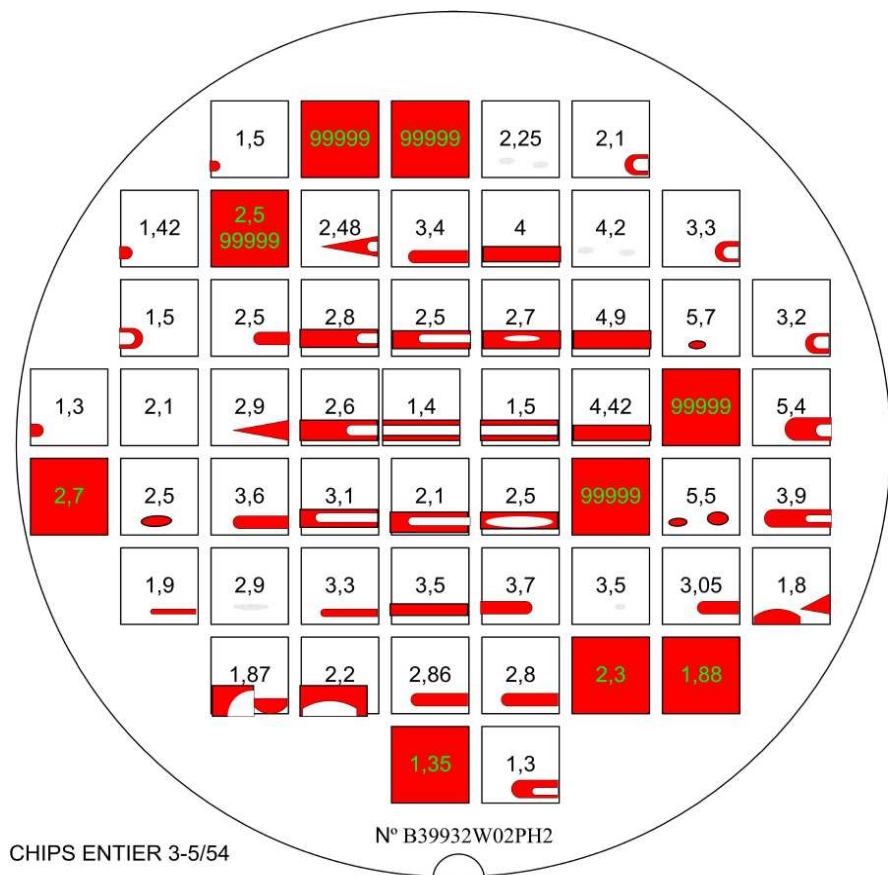 1,5 99999 99999 2,25 2,1
1,42 2,5 2,48 3,4 4 4,2 3,3
99999
1,5 2,5 2,8 2,5 2,7 4,9 5,7 3,2
1,3 2,1 2,9 2,6 1,4 1,5 4,42 99999 5,4
2,7 2,5 3,6 3,1 2,1 2,5 99999 5,5 3,9
1,9 2,9 3,3 3,5 3,7 3,5 3,05 1,8
1,87 2,2 2,86 2,8 2,3 1,88
1,35 1,3
Nº B39932W02PH2
CHIPS ENTIER 3-5/54